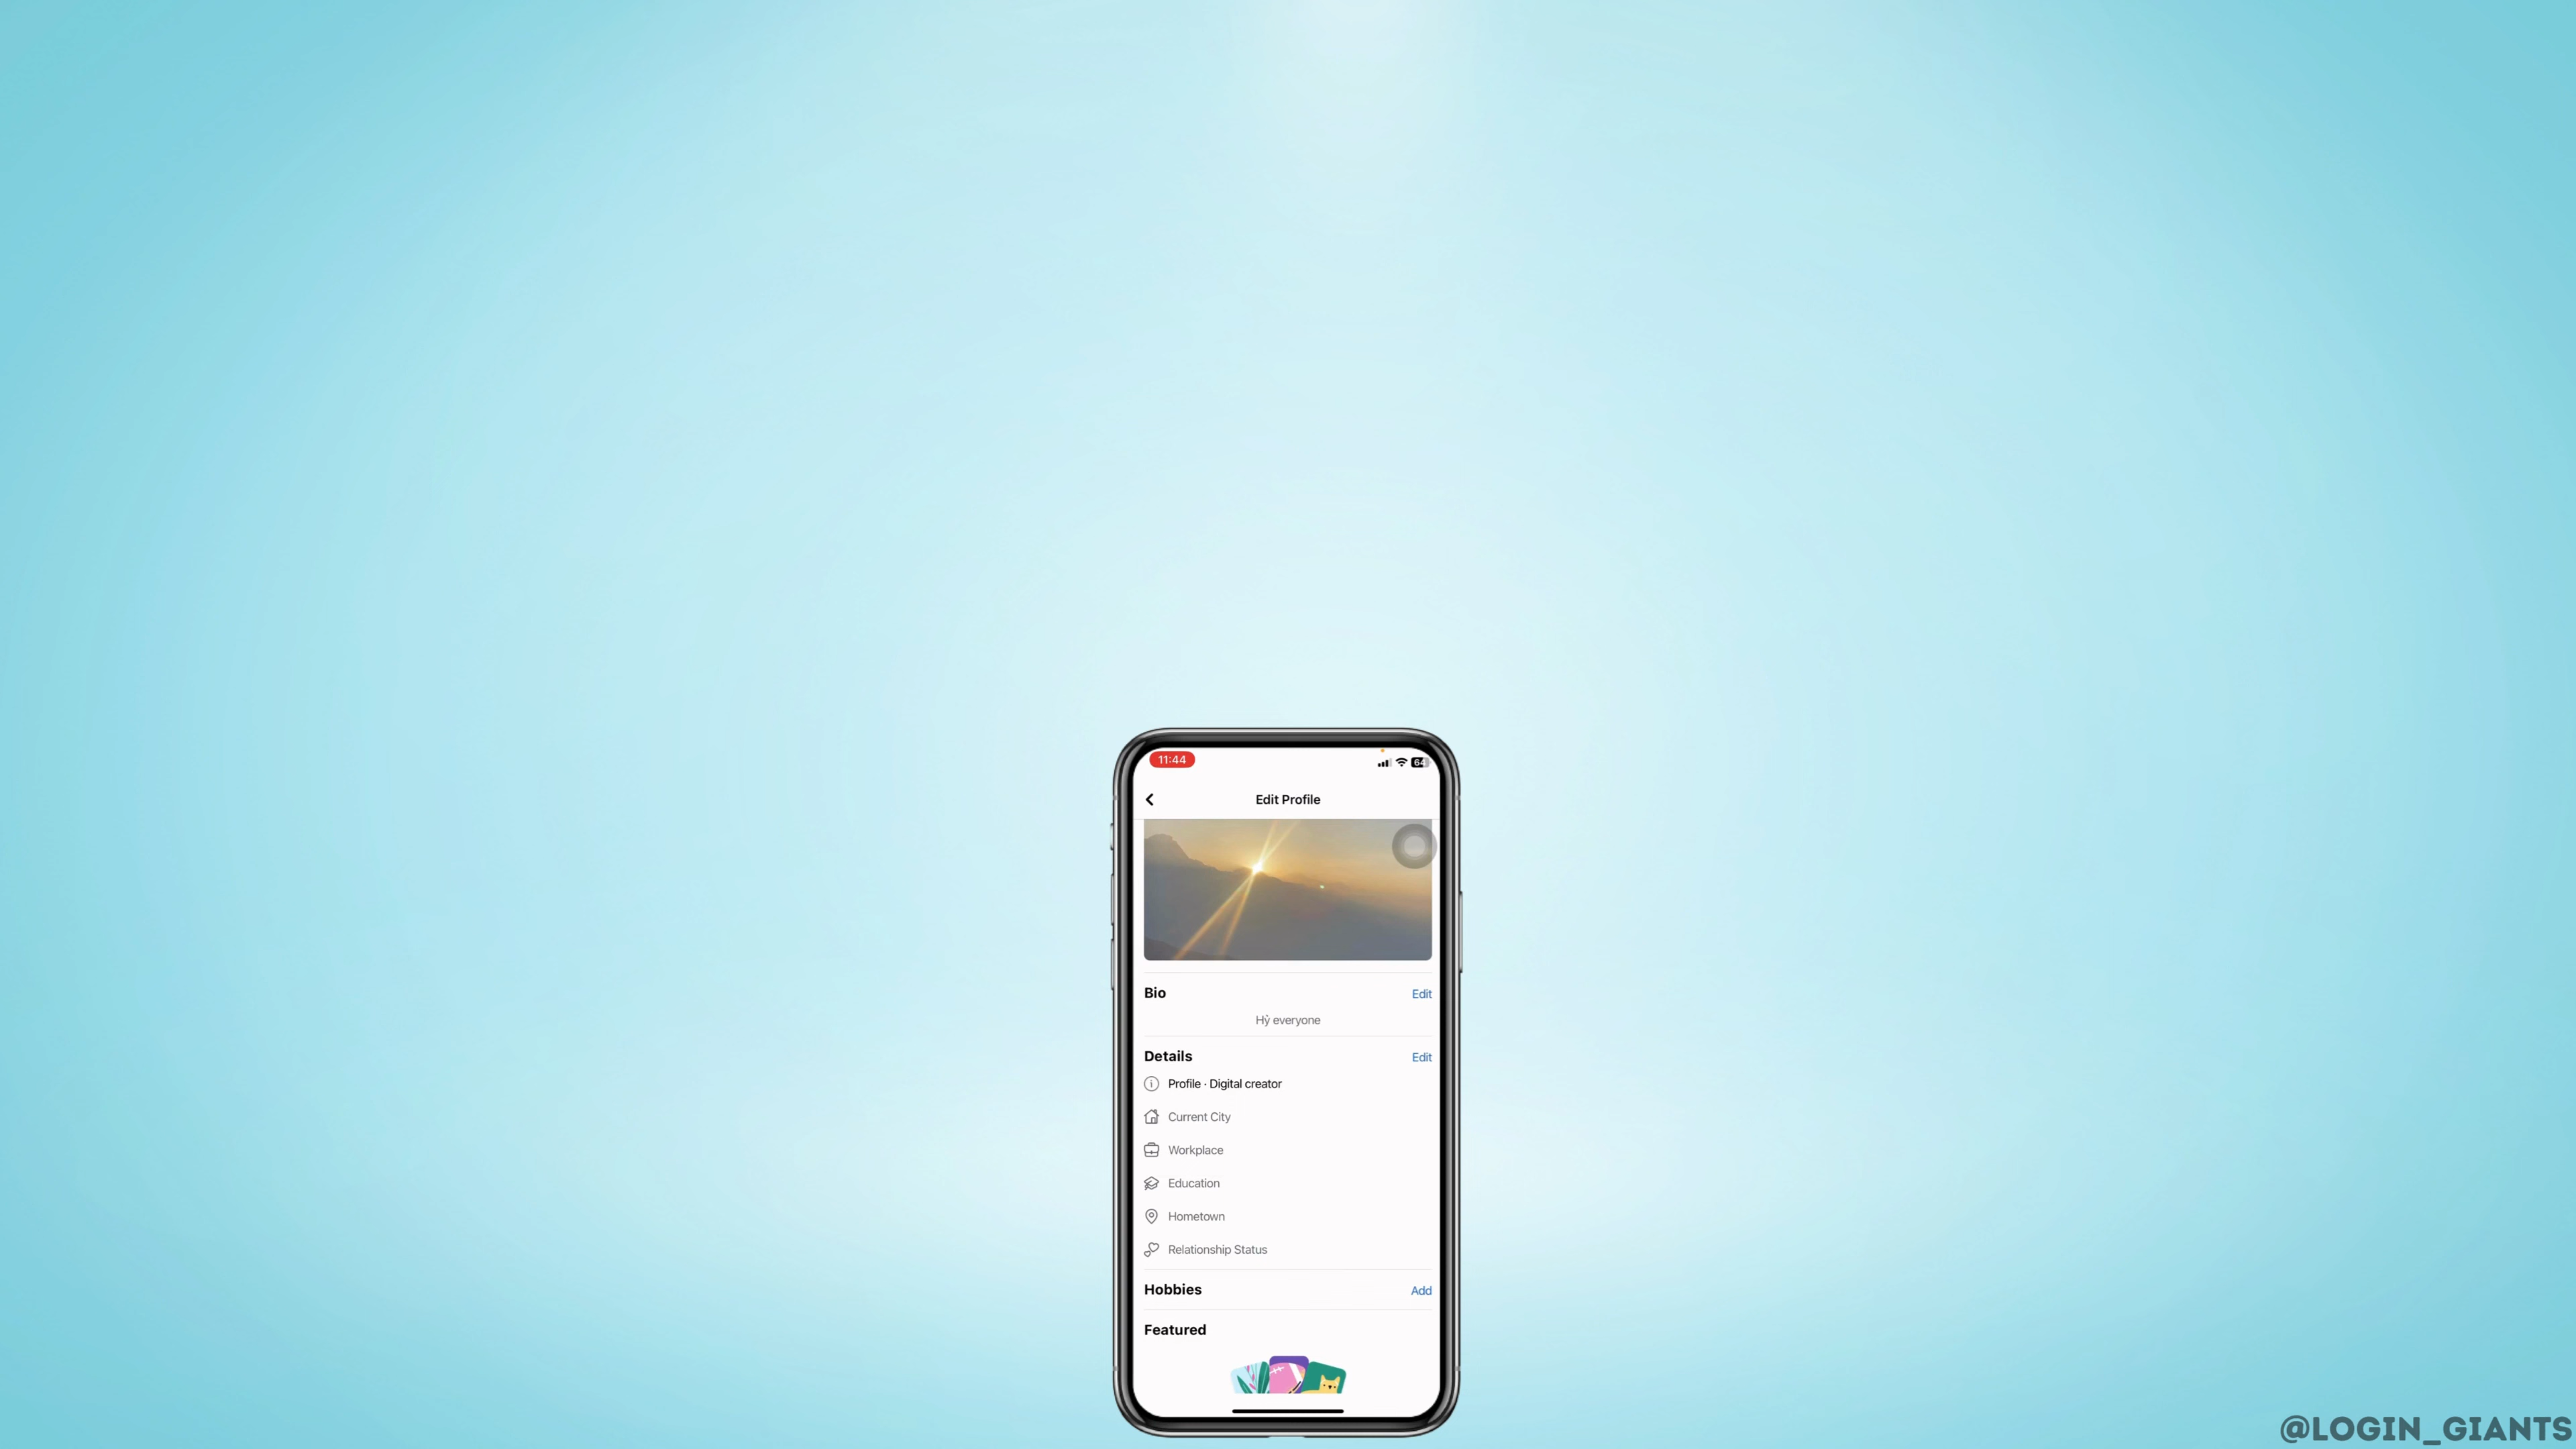 11:44
64
Edit Profile
Bio
Edit
Hỷ everyone
Details
Edit
Profile · Digital creator
Current City
Workplace
Education
Hometown
Relationship Status
Hobbies
Add
Featured
@LOGIN_GIANTS